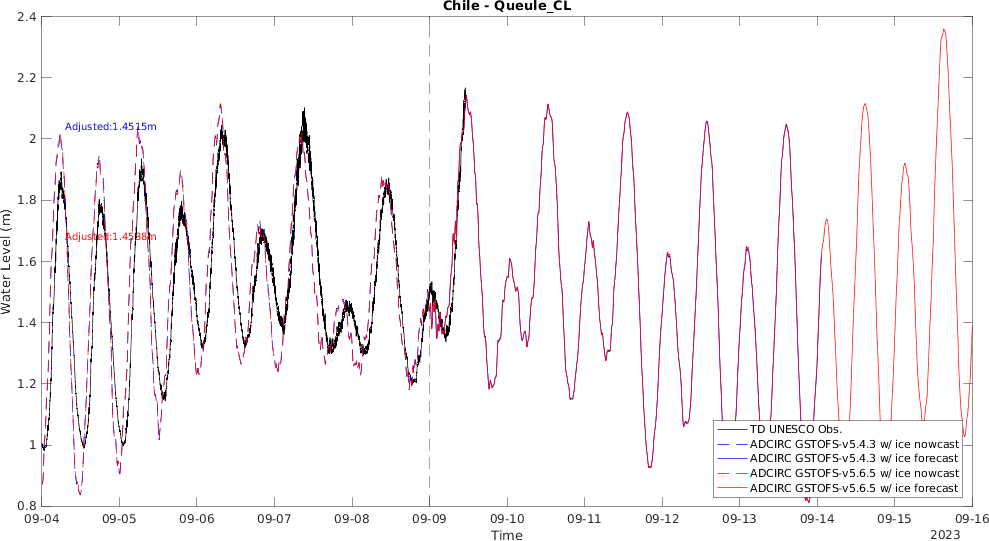 Chile - Queule_CL
2.4
2.2
2
1.8
1.6
1.4
1.2
1
0.8
Water Level (m)
Adjusted:1.4515m
Adjusted:1.4538m
TD UNESCO Obs.
ADCIRC GSTOFS-v5.4.3 w/ ice nowcast
ADCIRC GSTOFS-v5.4.3 w/ ice forecast
ADCIRC GSTOFS-v5.6.5 w/ ice nowcast
ADCIRC GSTOFS-v5.6.5 w/ ice forecast
09-04 09-05 09-06 09-07 09-08 09-09 09-10 09-11 09-12 09-13 09-14 09-15 09-16
Time
2023